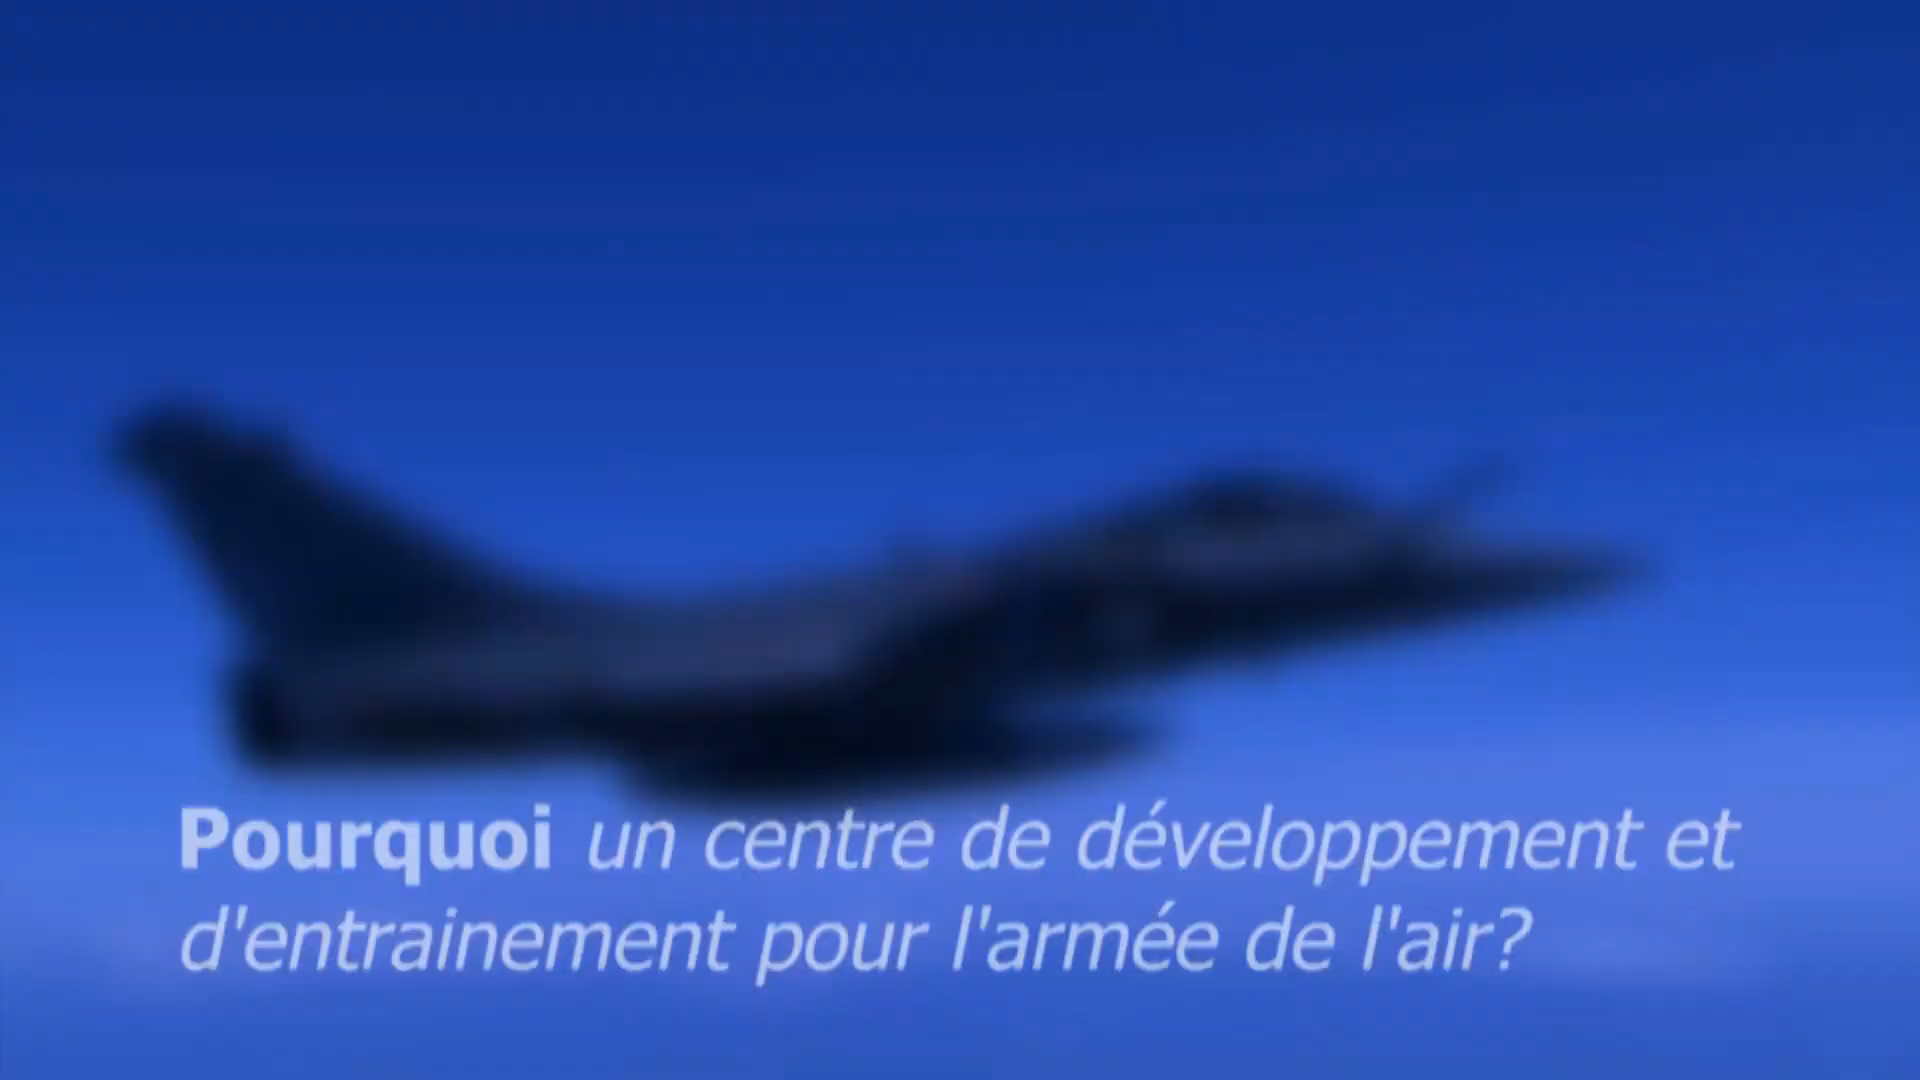 Pourquoi un centre de développement et
d'entrainement pour l'armée de l'air?